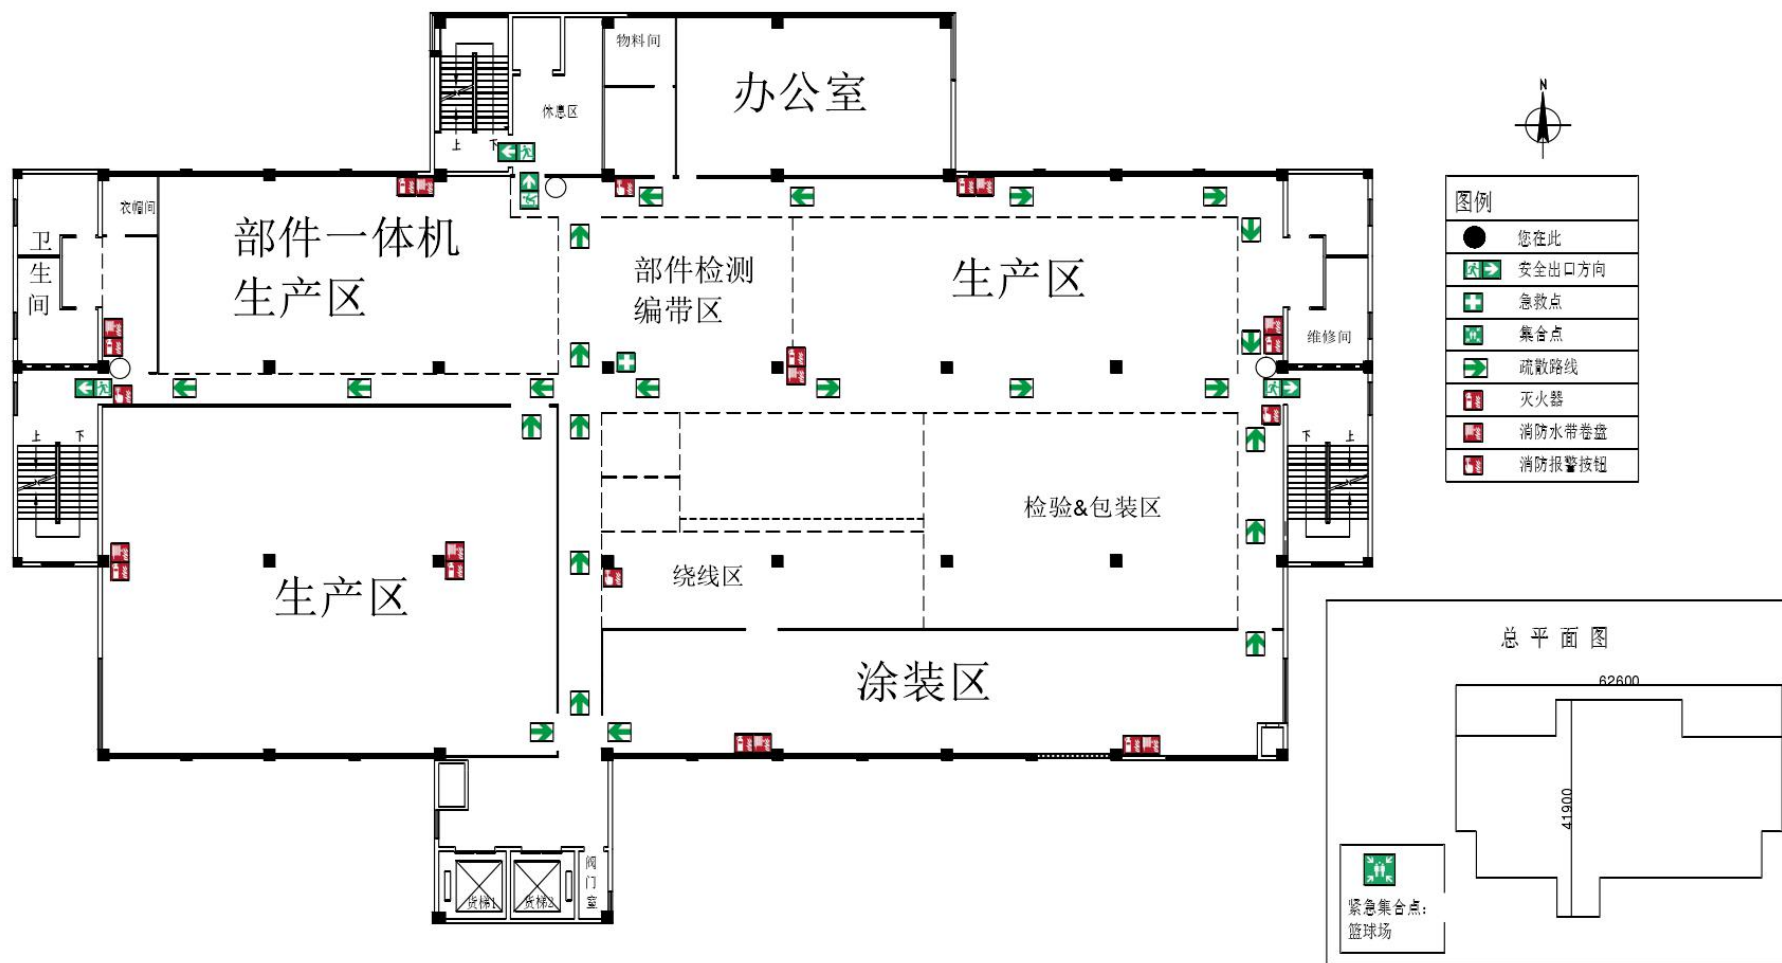 物料间
办公室
休息区
上
下
N
衣帽间
卫
生
间
部件一体机
生产区
部件检测
编带区
生产区
维修间
图例
您在此
安全出口方向
急救点
集合点
疏散路线
灭火器
消防水带卷盘
消防报警按钮
上
下
下
上
检验&包装区
绕线区
生产区
涂装区
总平面图
62600
41900
阀
门
室
货梯1
货梯2
紧急集合点:
篮球场